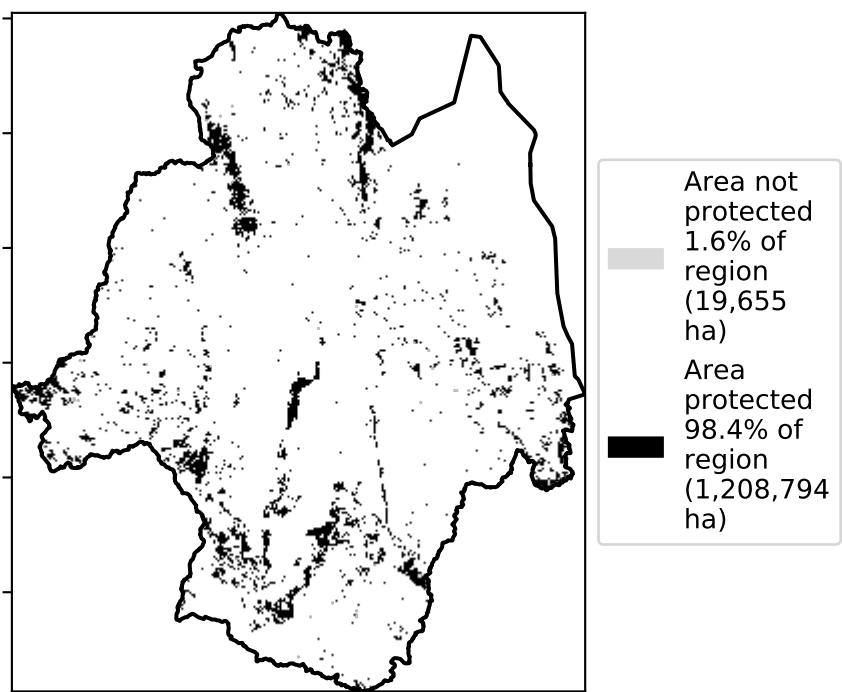 Area not
protected
1.6% of
region
(19,655
ha)
Area
protected
98.4% of
region
(1,208,794
ha)